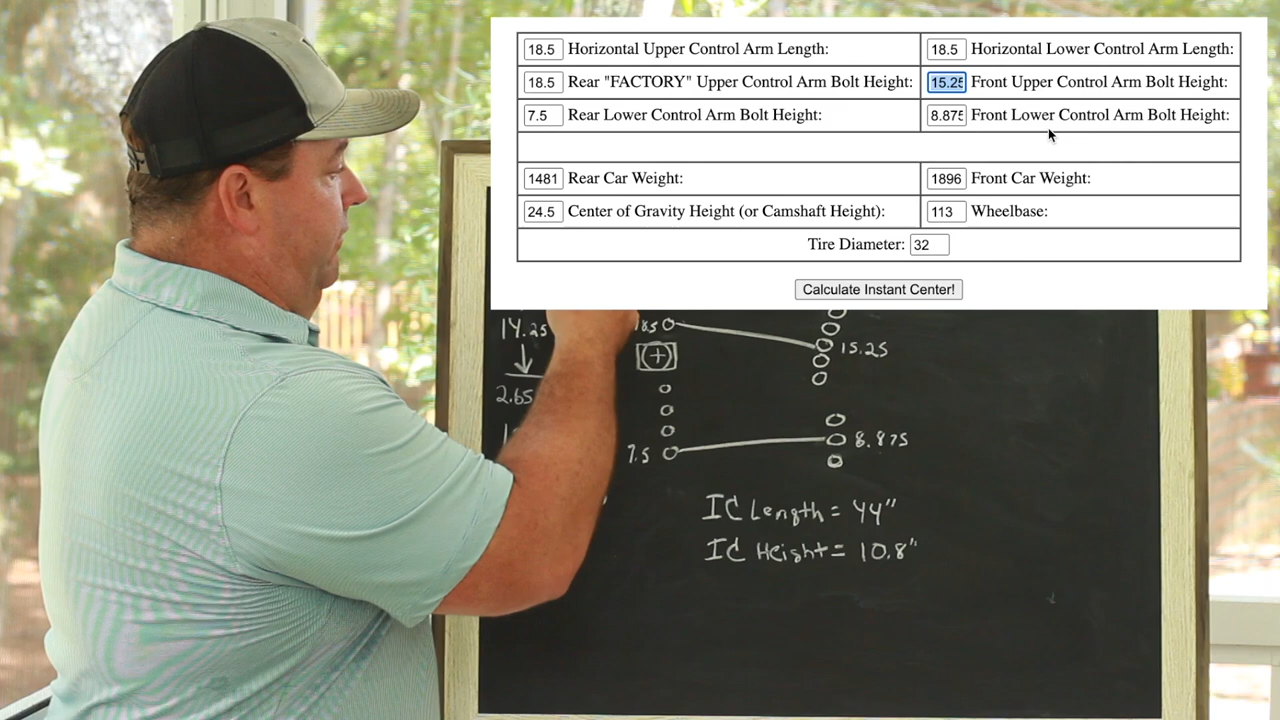 18.5 Horizontal Upper Control Arm Length: 18.5 Horizontal Lower Control Arm Length:
18.5 Rear "FACTORY" Upper Control Arm Bolt Height: 15.25 Front Upper Control Arm Bolt Height:
7.5 Rear Lower Control Arm Bolt Height: 8.875 Front Lower Control Arm Bolt Height:
1481 Rear Car Weight: 1896 Front Car Weight:
24.5 Center of Gravity Height (or Camshaft Height): 113 Wheelbase:
Tire Diameter: 32
Calculate Instant Center!
14.25
18.5
15.25
2.65
7.5
8.875
IC Length = 44"
IC Height = 10.8"